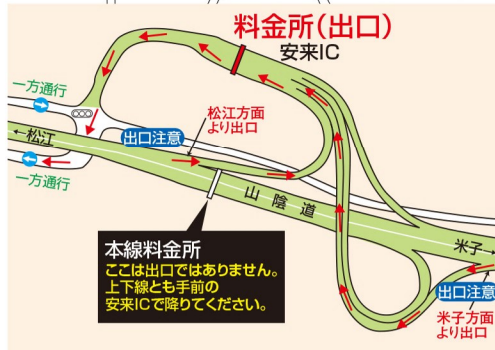 料金所(出口)
安来IC
一方通行
松江方面
より出口
出口注意
←松江
一方通行
山陰道
米子→
本線料金所
ここは出口ではありません。
上下線とも手前の
安来ICで降りてください。
出口注意
米子方面
より出口